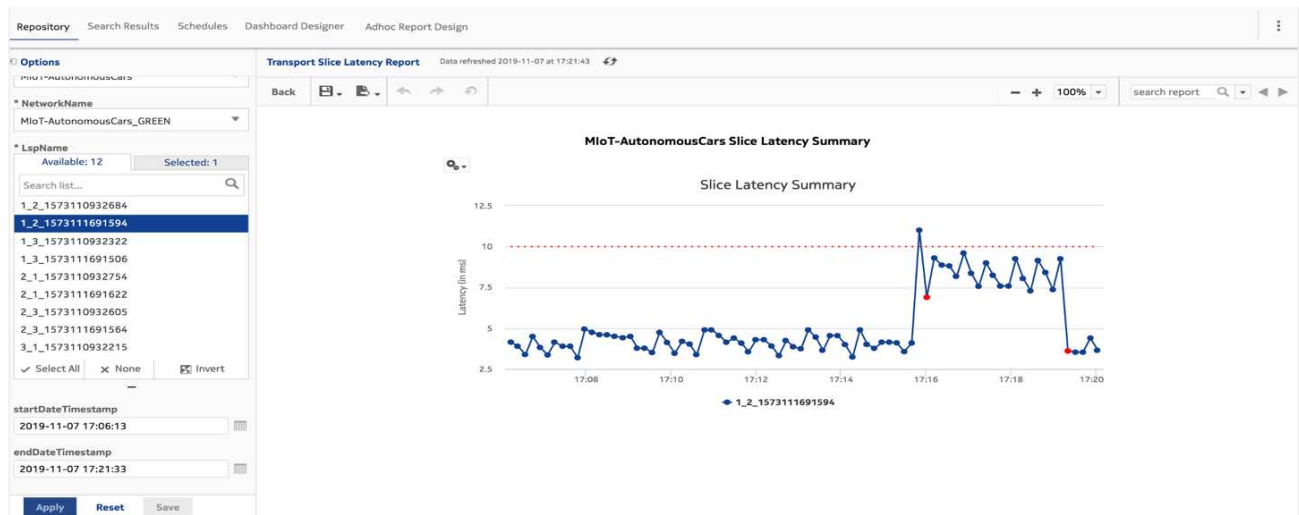 Repository Search Results Schedules Dashboard Designer Adhoc Report Design
Options
MIoT-AutonomousCars
* NetworkName
MIoT-AutonomousCars_GREEN
* LspName
Available: 12 Selected: 1
Search list...
1_2_1573110932684
1_2_1573111691594
1_3_1573110932322
1_3_1573111691506
2_1_1573110932754
2_1_1573111691622
2_3_1573110932605
2_3_1573111691564
3_1_1573110932215
Select All None Invert
startDateTimestamp
2019-11-07 17:06:13
endDateTimestamp
2019-11-07 17:21:33
Apply Reset Save
Transport Slice Latency Report Data refreshed 2019-11-07 at 17:21:43
Back 100% search report
MIoT-AutonomousCars Slice Latency Summary
Slice Latency Summary
Latency (in ms)
12.5
10
7.5
5
2.5
17:08 17:10 17:12 17:14 17:16 17:18 17:20
1_2_1573111691594